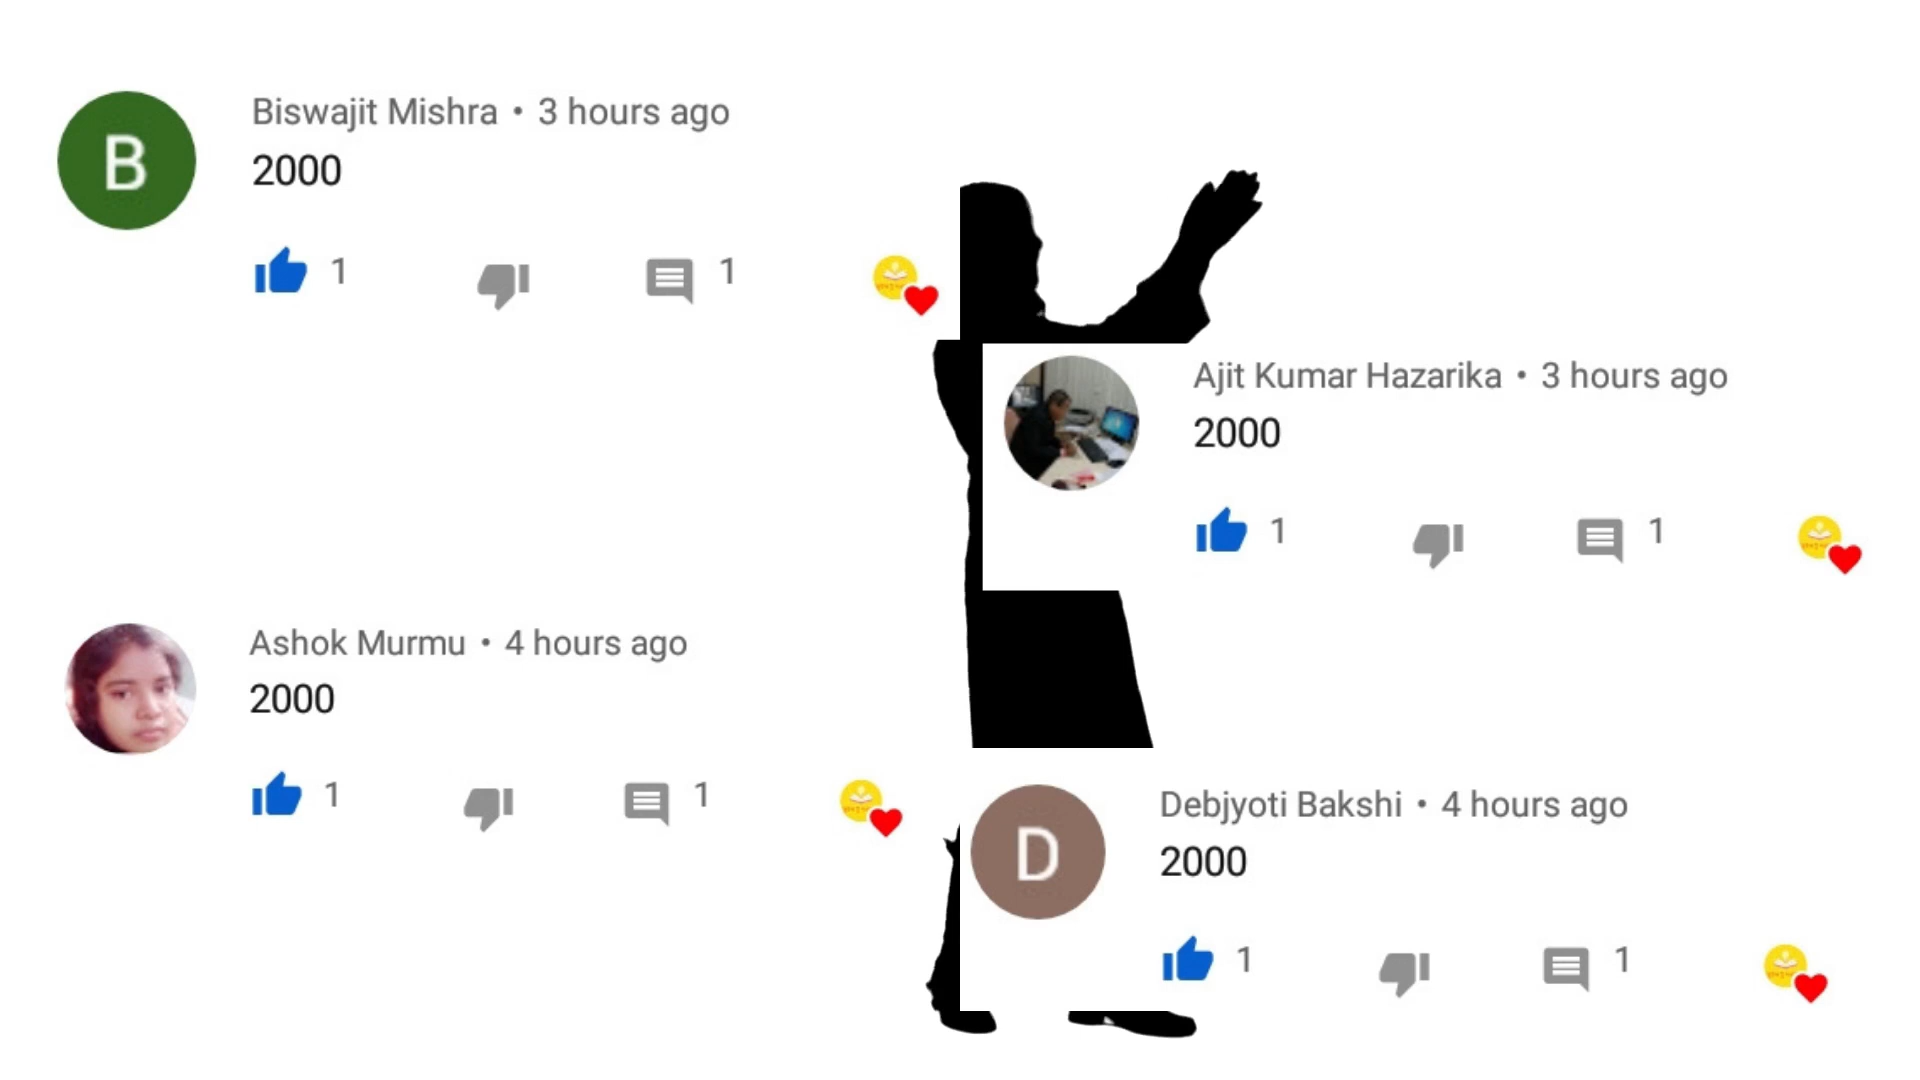 Biswajit Mishra • 3 hours ago
2000
1 1
B
Ajit Kumar Hazarika • 3 hours ago
2000
1 1
Ashok Murmu • 4 hours ago
2000
1 1
Debjyoti Bakshi • 4 hours ago
2000
1 1
D